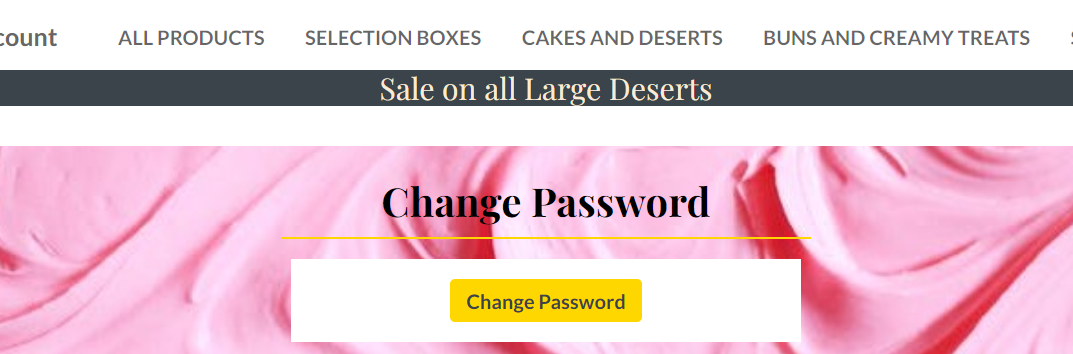 count ALL PRODUCTS SELECTION BOXES CAKES AND DESERTS BUNS AND CREAMY TREATS
Sale on all Large Deserts
Change Password
Change Password